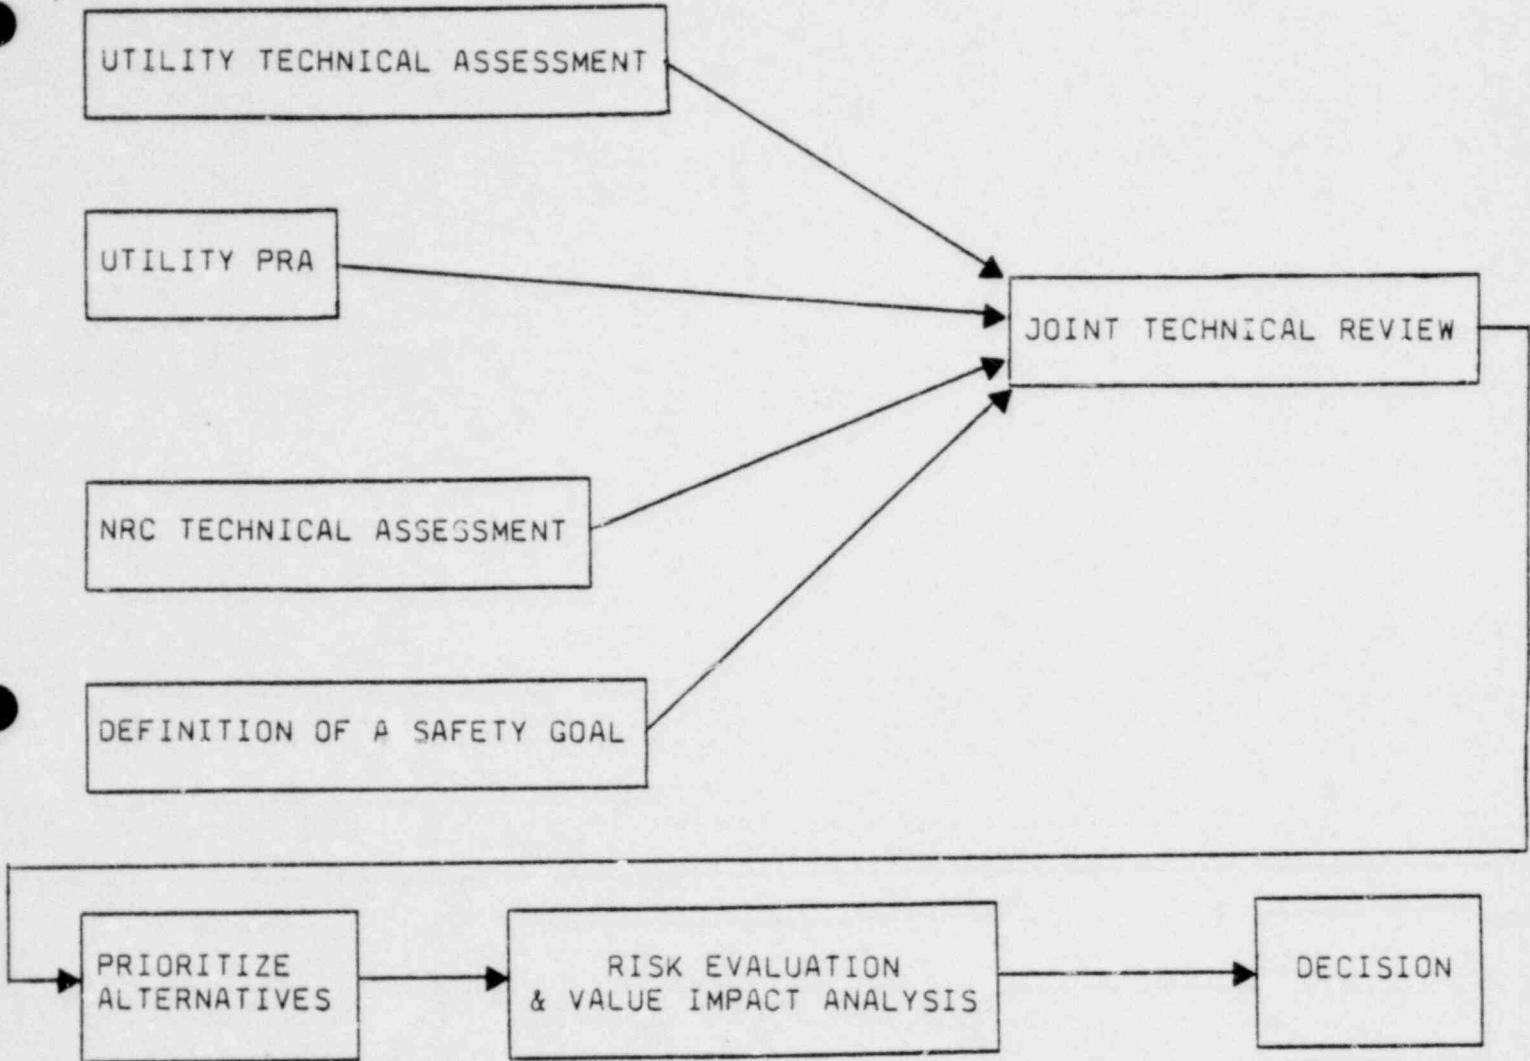 UTILITY TECHNICAL ASSESSMENT
UTILITY PRA
JOINT TECHNICAL REVIEW
NRC TECHNICAL ASSESSMENT
DEFINITION OF A SAFETY GOAL
PRIORITIZE
ALTERNATIVES
RISK EVALUATION
& VALUE IMPACT ANALYSIS
DECISION